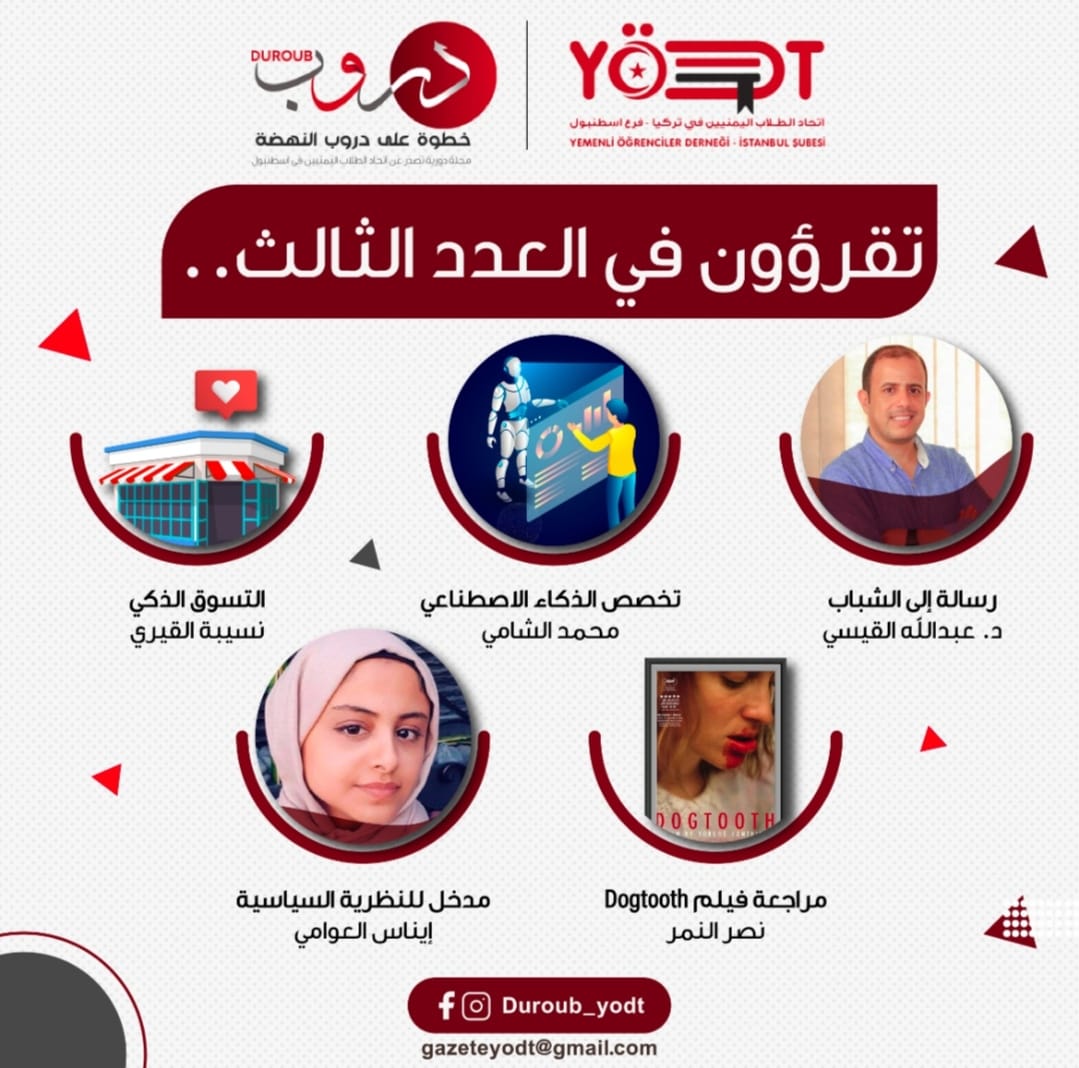 DUROUB
دروب
خطوة على دروب النهضة
مجلة دورية تصدر عن اتحاد الطلاب اليمنيين في اسطنبول
YÖDT
اتحاد الطلاب اليمنيين في تركيا - فرع اسطنبول
YEMENLİ ÖĞRENCİLER DERNEĞİ - İSTANBUL ŞUBESİ
تقرؤون في العدد الثالث..
رسالة إلى الشباب
د. عبدالله القيسي
تخصص الذكاء الاصطناعي
محمد الشامي
التسوق الذكي
نسيبة القيري
DOGTOOTH
مراجعة فيلم Dogtooth
نصر النمر
مدخل للنظرية السياسية
إيناس العوامي
Duroub_yodt
gazeteyodt@gmail.com